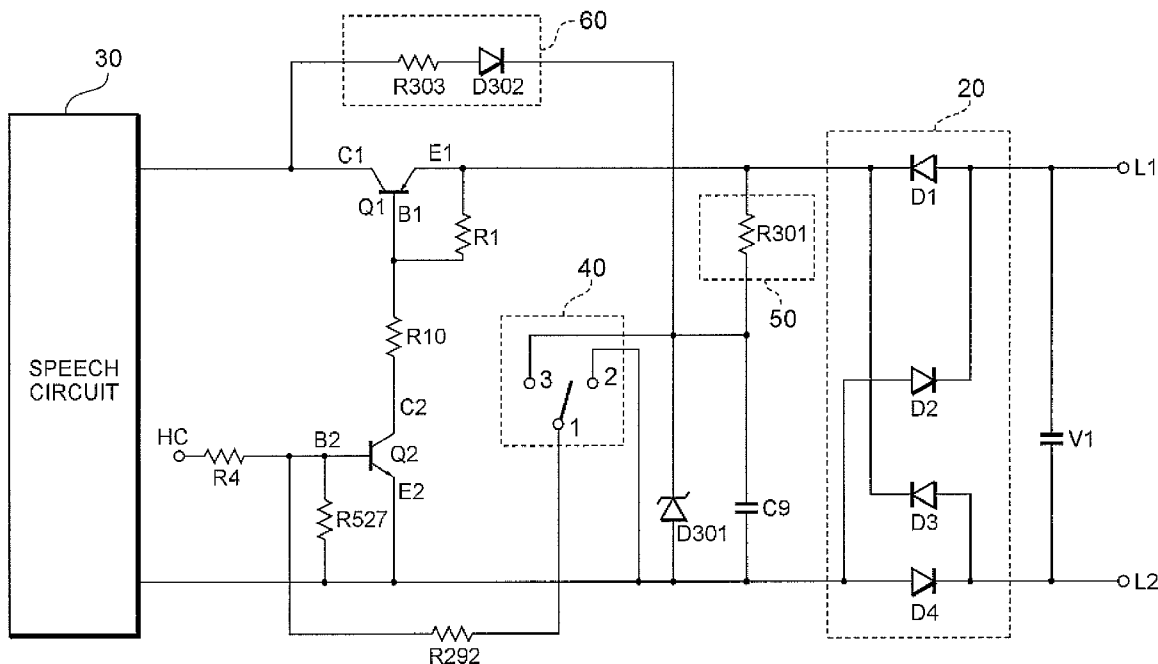 60
30
R303
D302
20
C1
E1
L1
D1
Q1
B1
R1
R301
40
50
R10
3
2
SPEECH
CIRCUIT
D2
1
C2
HC
B2
Q2
V1
R4
E2
C9
R527
D301
D3
L2
D4
R292